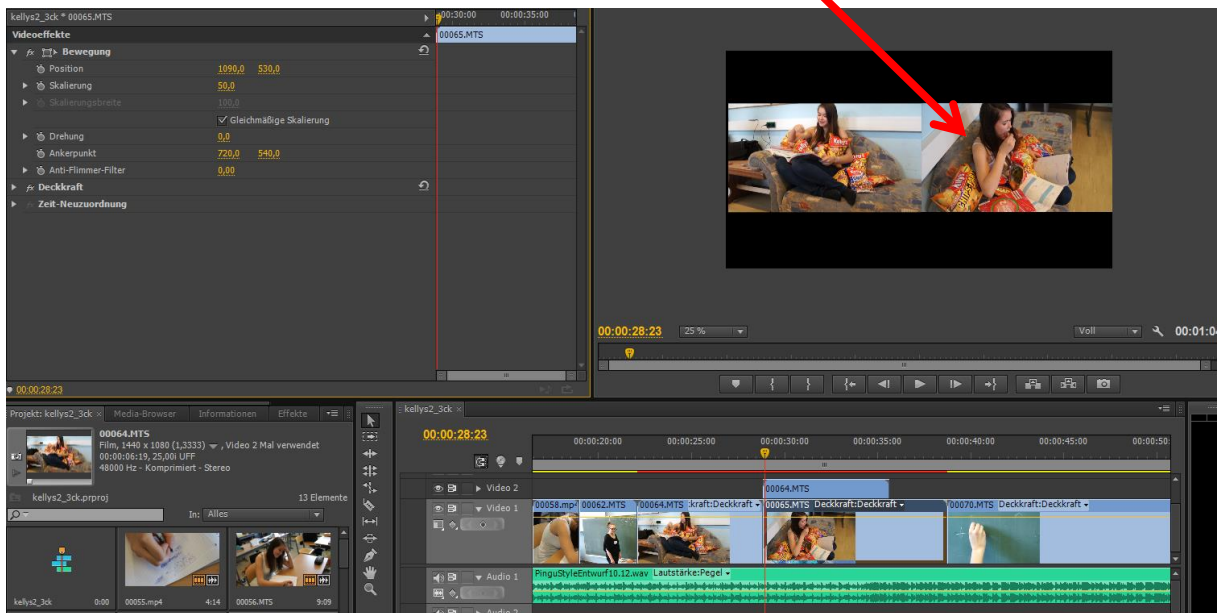 kellys2_3ck * 00065.MTS
00:30:00 00:00:35:00
Videoeffekte
00065.MTS
fx Bewegung
Position 1090,0 530,0
Skalierung 50,0
Skalierungsbreite 100,0
Gleichmäßige Skalierung
Drehung 0,0
Ankerpunkt 720,0 540,0
Anti-Flimmer-Filter 0,00
fx Deckkraft
Zeit-Neuzuordnung
00:00:28:23 25 % Voll 00:01:04
00:00:28:23
Projekt: kellys2_3ck × Media-Browser Informationen Effekte
00064.MTS
Film, 1440 x 1080 (1,3333) , Video 2 Mal verwendet
00:00:06:19, 25,00i UFF
48000 Hz - Komprimiert - Stereo
kellys2_3ck.prproj 13 Elemente
In: Alles
kellys2_3ck 0:00 00055.mp4 4:14 00056.MTS 9:09
kellys2_3ck ×
00:00:28:23
00:00:20:00 00:00:25:00 00:00:30:00 00:00:35:00 00:00:40:00 00:00:45:00 00:00:50:
Video 2 00064.MTS
Video 1 00058.mp4 00062.MTS 00064.MTS :kraft:Deckkraft 00065.MTS Deckkraft:Deckkraft 00070.MTS Deckkraft:Deckkraft
Audio 1 PinguStyleEntwurf10.12.wav Lautstärke:Pegel
Audio 2